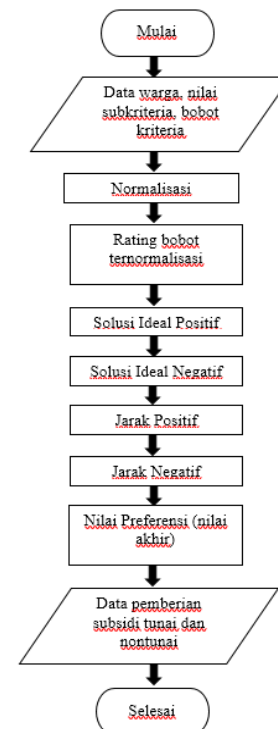 Mulai
Data warga, nilai
subkriteria, bobot
kriteria
Normalisasi
Rating bobot
ternormalisasi
Solusi Ideal Positif
Solusi Ideal Negatif
Jarak Positif
Jarak Negatif
Nilai Preferensi (nilai
akhir)
Data pemberian
subsidi tunai dan
nontunai
Selesai